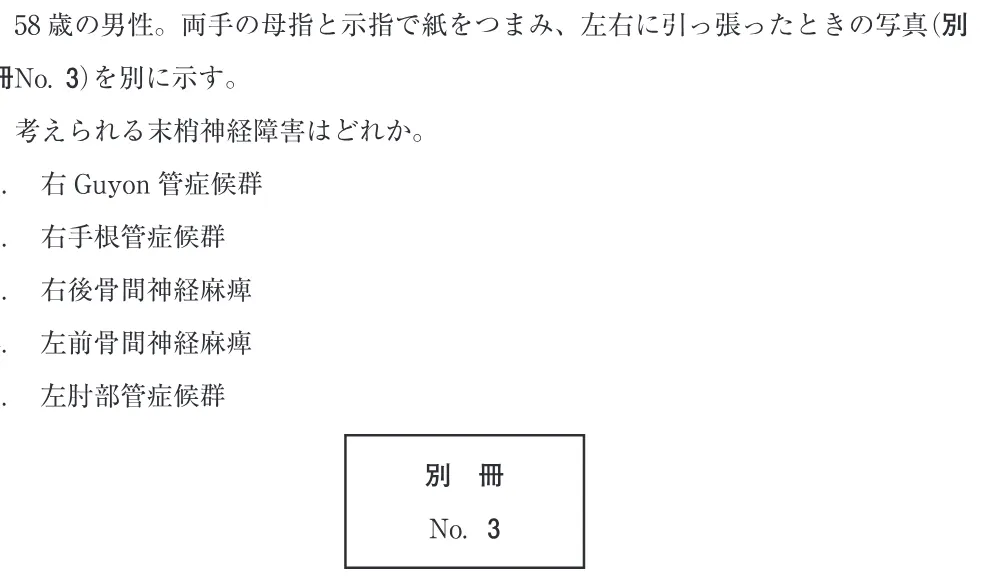 58 歳の男性。両手の母指と示指で紙をつまみ、左右に引っ張ったときの写真(別
冊No. 3)を別に示す。
考えられる末梢神経障害はどれか。
. 右 Guyon 管症候群
. 右手根管症候群
. 右後骨間神経麻痺
. 左前骨間神経麻痺
. 左肘部管症候群
別 冊
No. 3